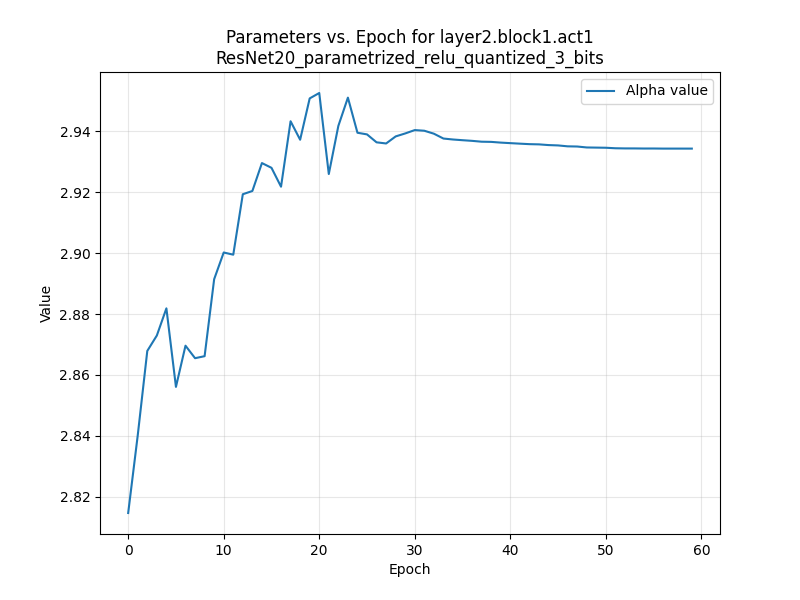 Parameters vs. Epoch for layer2.block1.act1
ResNet20_parametrized_relu_quantized_3_bits
Alpha value
2.94
2.92
2.90
2.88
2.86
2.84
2.82
Value
0 10 20 30 40 50 60
Epoch